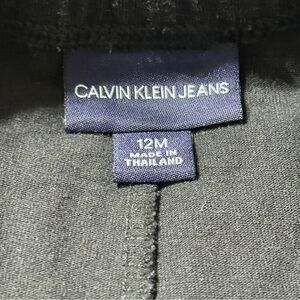 CALVIN KLEIN JEANS
12M
MADE IN
THAILAND